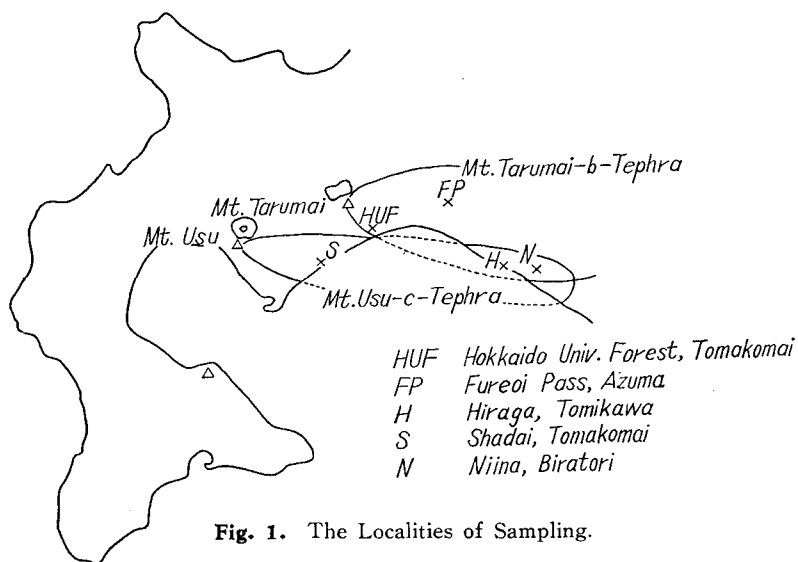 Mt. Tarumai-b-Tephra
FP
Mt. Tarumai
HUF
Mt. Usu
S
H
N
Mt. Usu-c-Tephra
HUF Hokkaido Univ. Forest, Tomakomai
FP Fureoi Pass, Azuma
H Hiraga, Tomikawa
S Shadai, Tomakomai
N Niina, Biratori
Fig. 1. The Localities of Sampling.